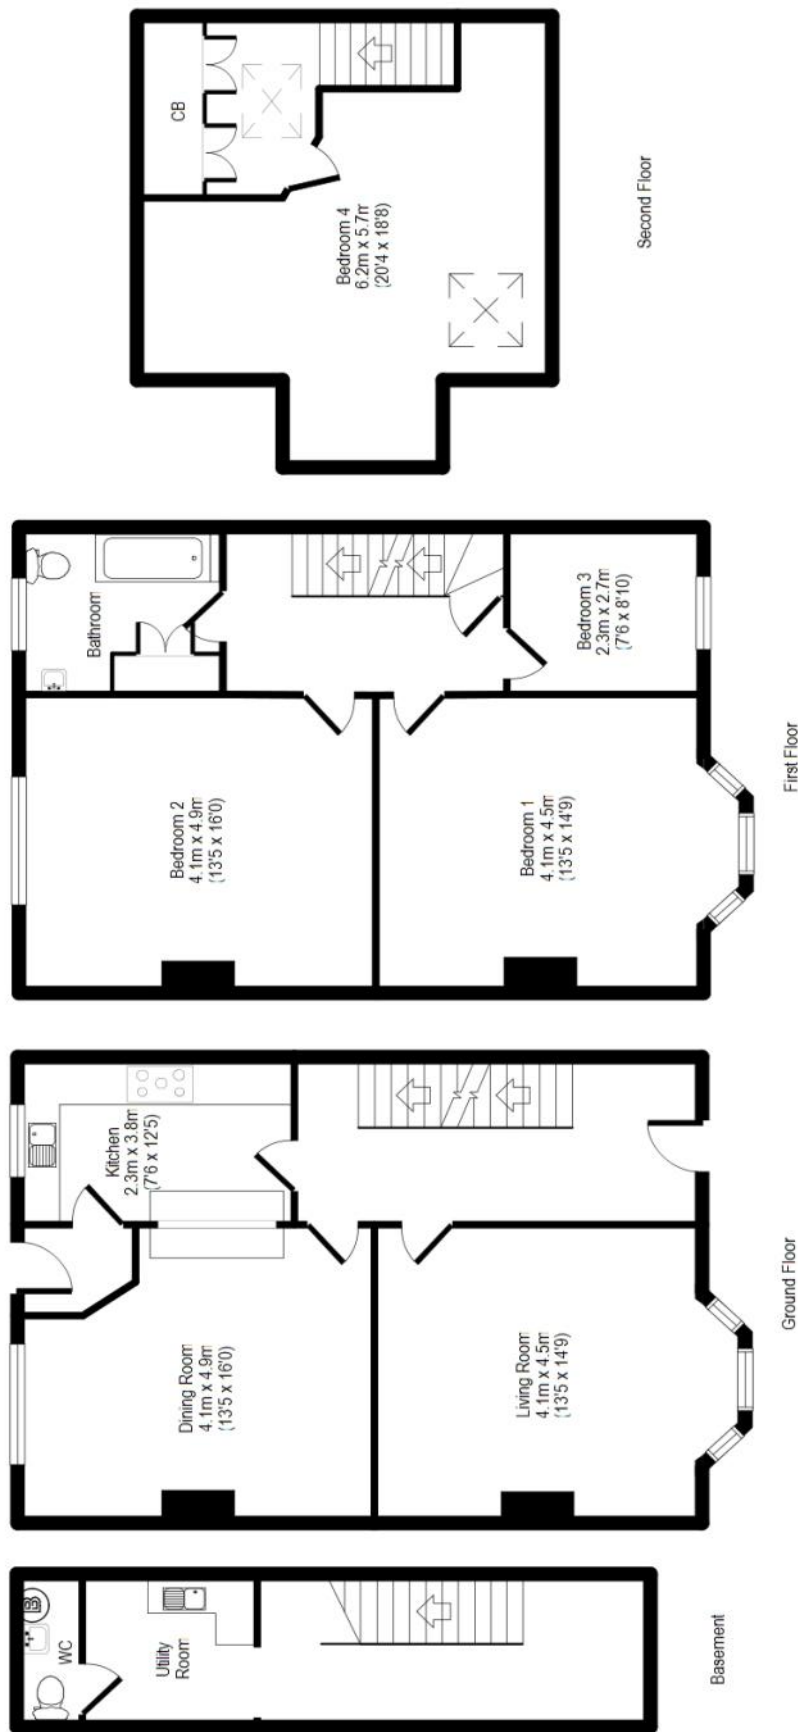 WC
Utility
Room
Basement
Kitchen
2.3m x 3.8m
(7'6 x 12'5)
Dining Room
4.1m x 4.9m
(13'5 x 16'0)
Living Room
4.1m x 4.5m
(13'5 x 14'9)
Ground Floor
Bathroom
Bedroom 2
4.1m x 4.9m
(13'5 x 16'0)
Bedroom 1
4.1m x 4.5m
(13'5 x 14'9)
Bedroom 3
2.3m x 2.7m
(7'6 x 8'10)
First Floor
CB
Bedroom 4
6.2m x 5.7m
(20'4 x 18'8)
Second Floor
B